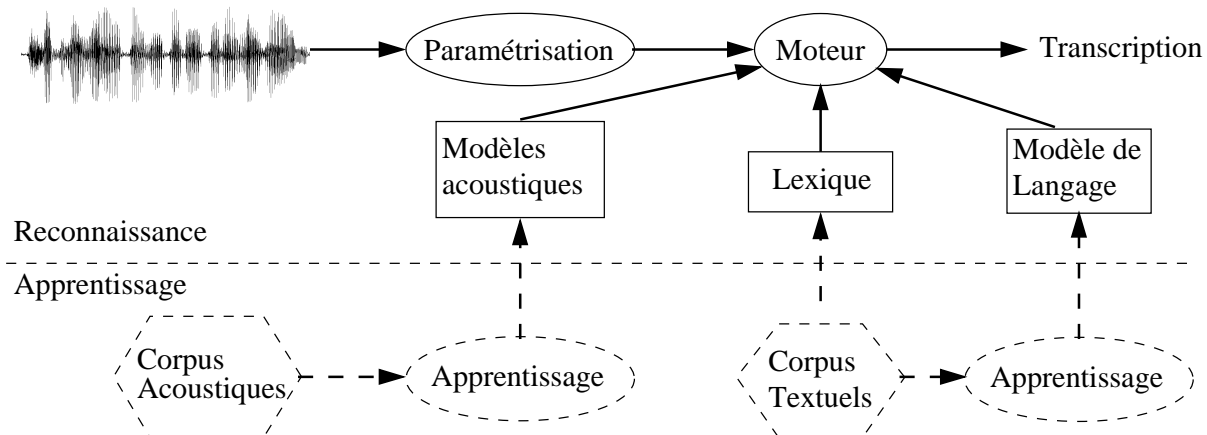 Paramétrisation
Moteur
Transcription
Modèles
acoustiques
Lexique
Modèle de
Langage
Reconnaissance
Apprentissage
Corpus
Acoustiques
Apprentissage
Corpus
Textuels
Apprentissage